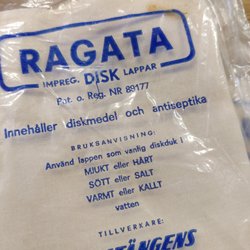 RAGATA
IMPREG. DISK LAPPAR
Pat. o. Reg. NR 89177
Innehåller diskmedel och antiseptika
BRUKSANVISNING:
Använd lappen som vanlig diskduk i
MJUKT eller HÅRT
SÖTT eller SALT
VARMT eller KALLT
vatten
TILLVERKARE: